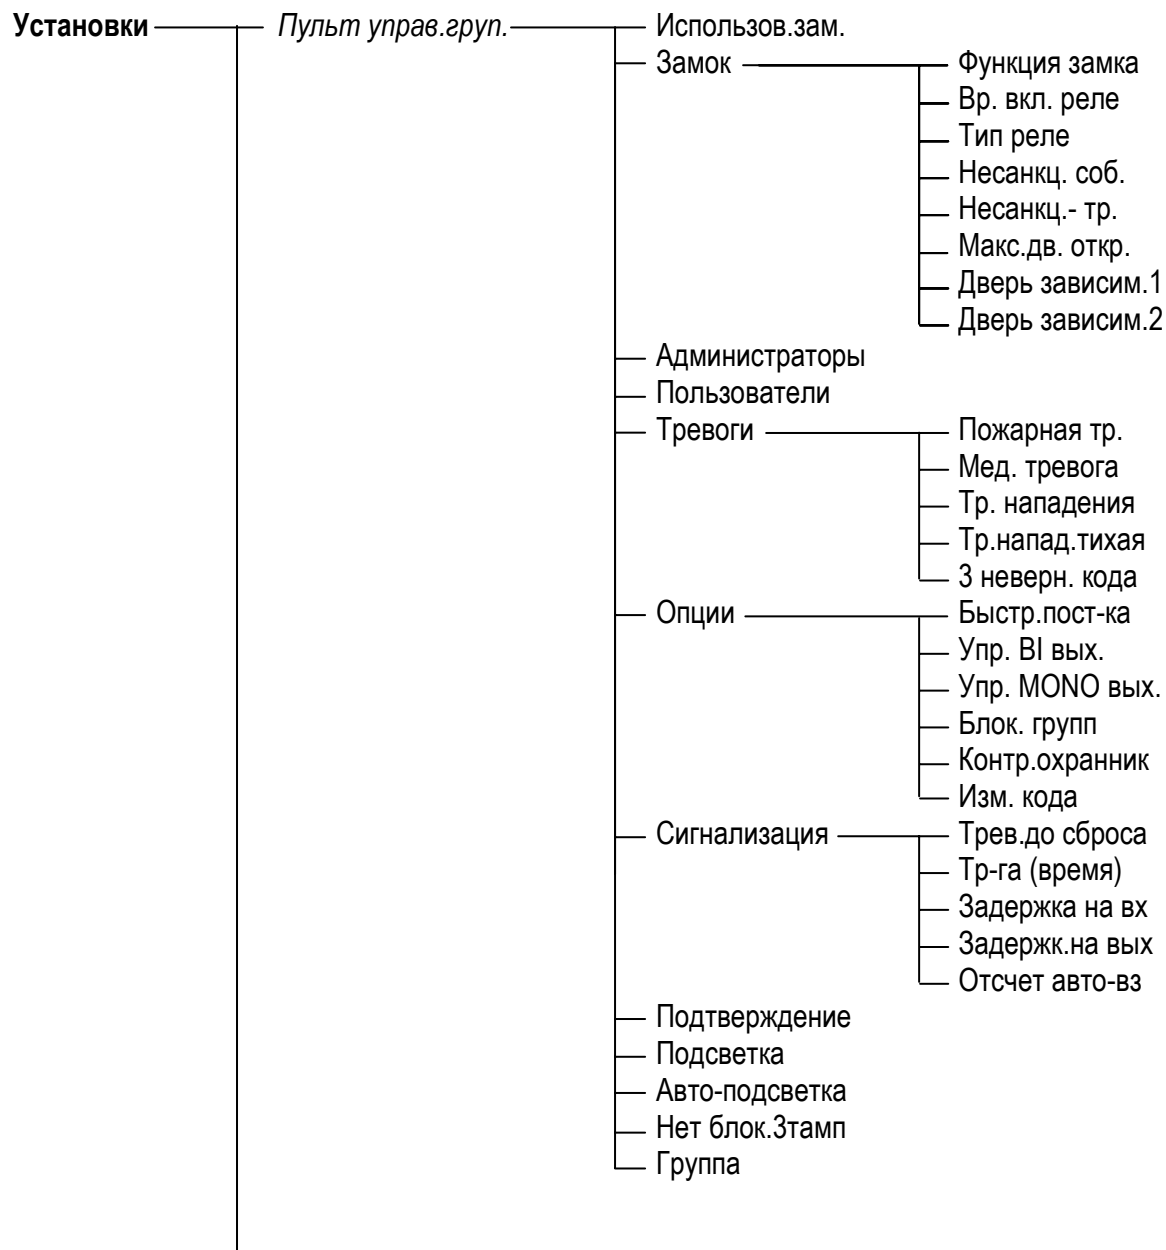 Установки Пульт управ.груп. Использов.зам.
Замок Функция замка
Вр. вкл. реле
Тип реле
Несанкц. соб.
Несанкц.- тр.
Макс.дв. откр.
Дверь зависим.1
Дверь зависим.2
Администраторы
Пользователи
Тревоги Пожарная тр.
Мед. тревога
Тр. нападения
Тр.напад.тихая
3 неверн. кода
Опции Быстр.пост-ка
Упр. BI вых.
Упр. MONO вых.
Блок. групп
Контр.охранник
Изм. кода
Сигнализация Трев.до сброса
Тр-га (время)
Задержка на вх
Задержк.на вых
Отсчет авто-вз
Подтверждение
Подсветка
Авто-подсветка
Нет блок.3тамп
Группа